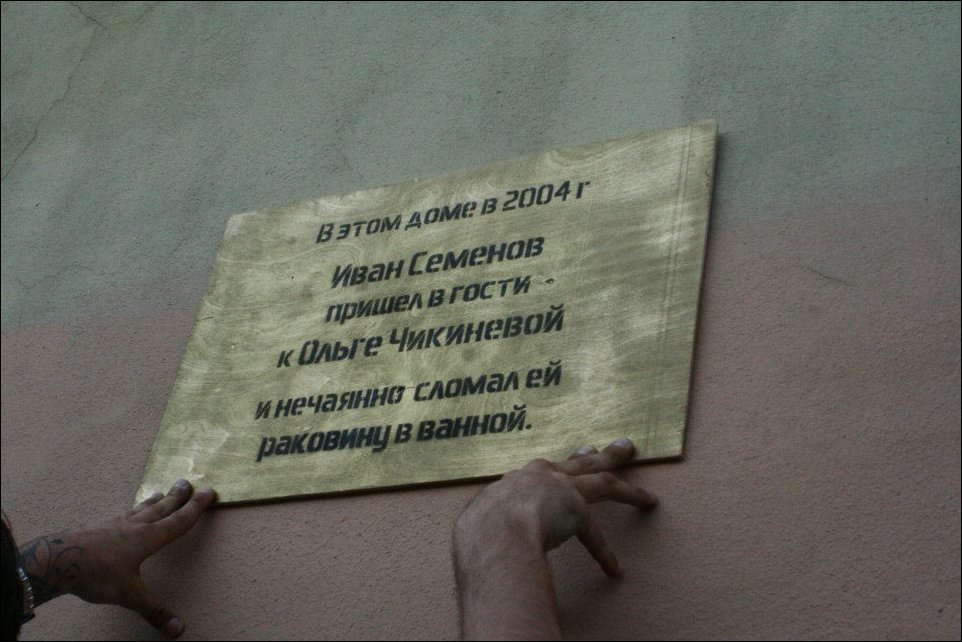 В этом доме в 2004 г
Иван Семенов
пришел в гости
к Ольге Чикиневой
и нечаянно сломал ей
раковину в ванной.